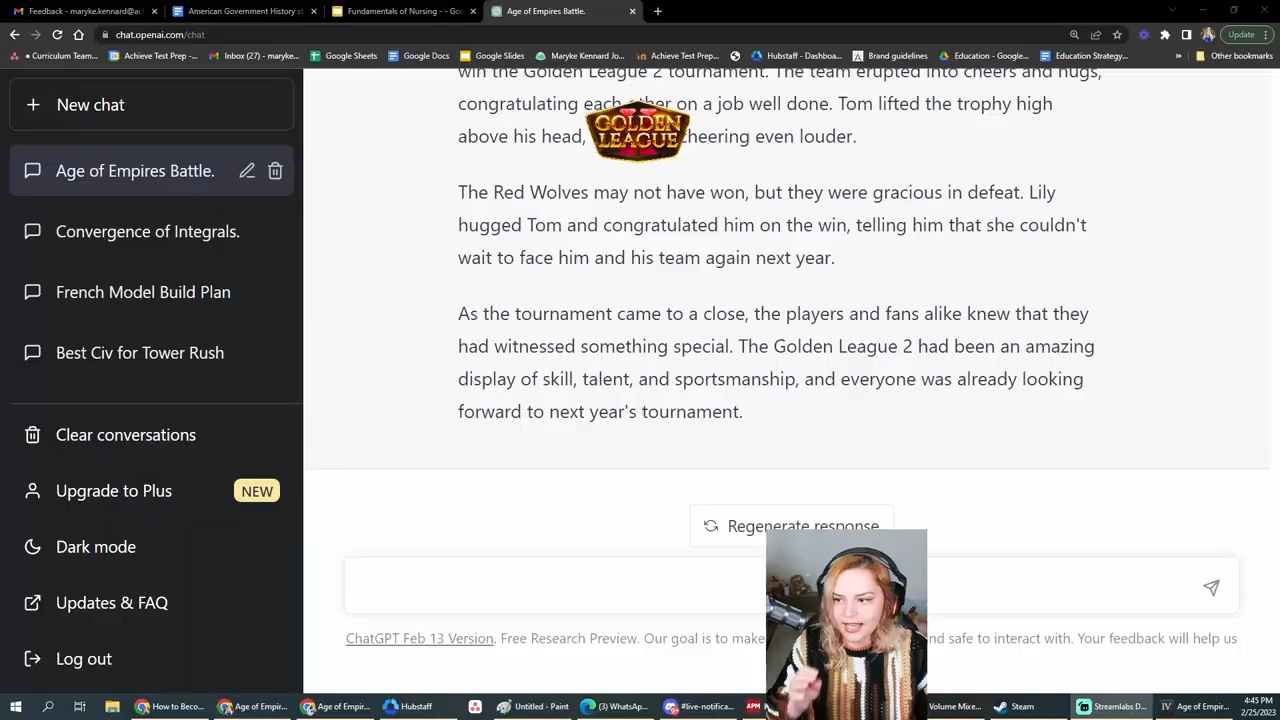 Feedback - maryke.kennard@ac
American Government History st
Fundamentals of Nursing - - Goo
Age of Empires Battle.
chat.openai.com/chat
Update
Curriculum Team...
Achieve Test Prep -...
Inbox (27) - maryke...
Google Sheets
Google Docs
Google Slides
Maryke Kennard Jo...
Achieve Test Prep -...
Hubstaff - Dashboa...
Brand guidelines
Education - Google...
Education Strategy...
Other bookmarks
New chat
Age of Empires Battle.
Convergence of Integrals.
French Model Build Plan
Best Civ for Tower Rush
Clear conversations
Upgrade to Plus
NEW
Dark mode
Updates & FAQ
Log out
win the Golden League 2 tournament. The team erupted into cheers and hugs,
congratulating each other on a job well done. Tom lifted the trophy high
above his head, cheering even louder.
II
GOLDEN
LEAGUE
The Red Wolves may not have won, but they were gracious in defeat. Lily
hugged Tom and congratulated him on the win, telling him that she couldn't
wait to face him and his team again next year.
As the tournament came to a close, the players and fans alike knew that they
had witnessed something special. The Golden League 2 had been an amazing
display of skill, talent, and sportsmanship, and everyone was already looking
forward to next year's tournament.
Regenerate response
ChatGPT Feb 13 Version. Free Research Preview. Our goal is to make nd safe to interact with. Your feedback will help us
How to Beco...
Age of Empir...
Age of Empir...
Hubstaff
Untitled - Paint
(3) WhatsAp...
#live-notifica...
APM
Volume Mixe...
Steam
Streamlabs D...
Age of Empir...
4:45 PM
2/25/2023